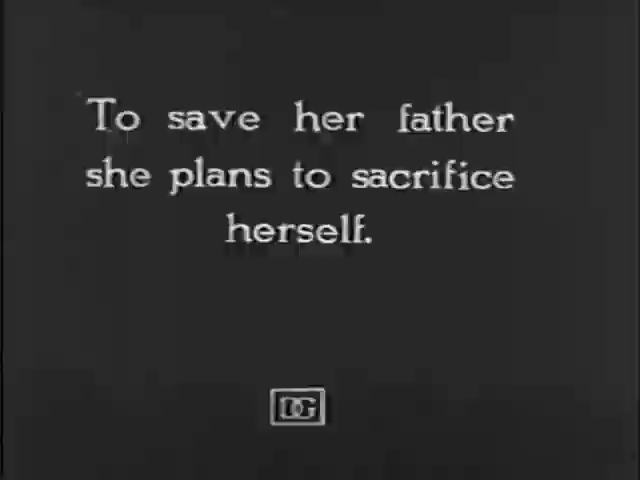 To save her father
she plans to sacrifice
herself.
DG